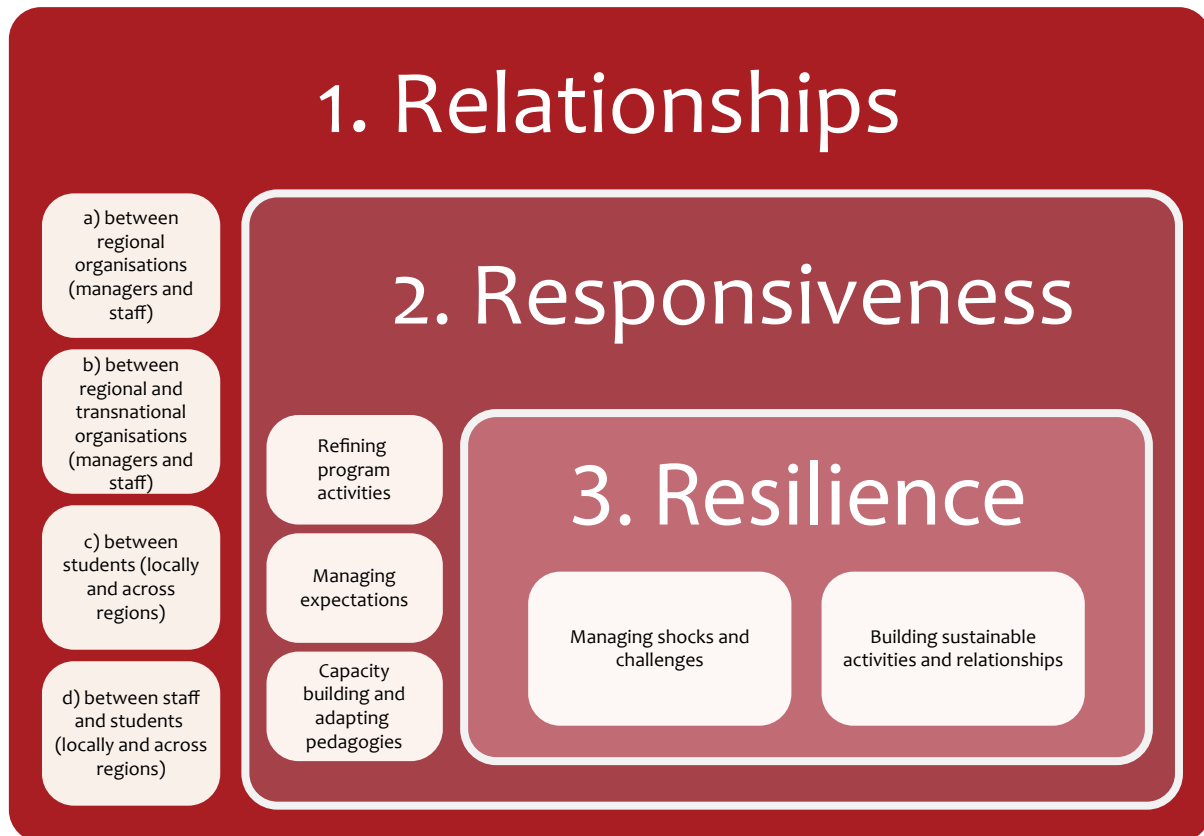 1. Relationships
a) between
regional
organisations
(managers and
staff)
b) between
regional and
transnational
organisations
(managers and
staff)
c) between
students (locally
and across
regions)
d) between staff
and students
(locally and across
regions)
2. Responsiveness
Refining
program
activities
Managing
expectations
Capacity
building and
adapting
pedagogies
3. Resilience
Managing shocks and
challenges
Building sustainable
activities and relationships